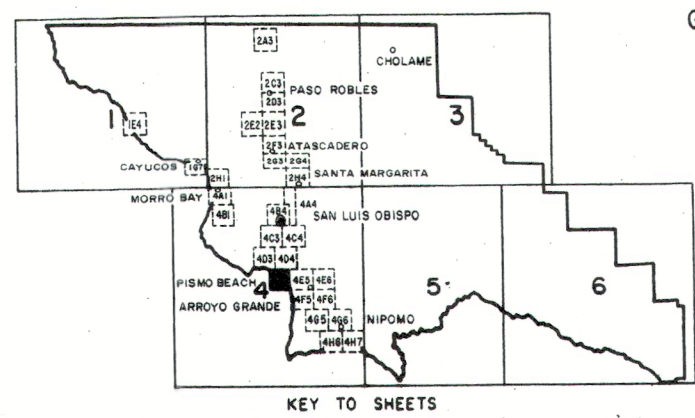 G
2A3
CHOLAME
2C3
PASO ROBLES
2D3
1 2 3
1E4
2E2 2E3
2F3 ATASCADERO
CAYUCOS 1G7 2G3 2G4
2H1 2H4 SANTA MARGARITA
MORRO BAY 4A1 4A4
4B1 4B4 SAN LUIS OBISPO
4C3 4C4
4D3 4D4
PISMO BEACH 4 4E5 4E6 5 6
ARROYO GRANDE 4F5 4F6
4G5 4G6 NIPOMO
4H6 4H7
KEY TO SHEETS